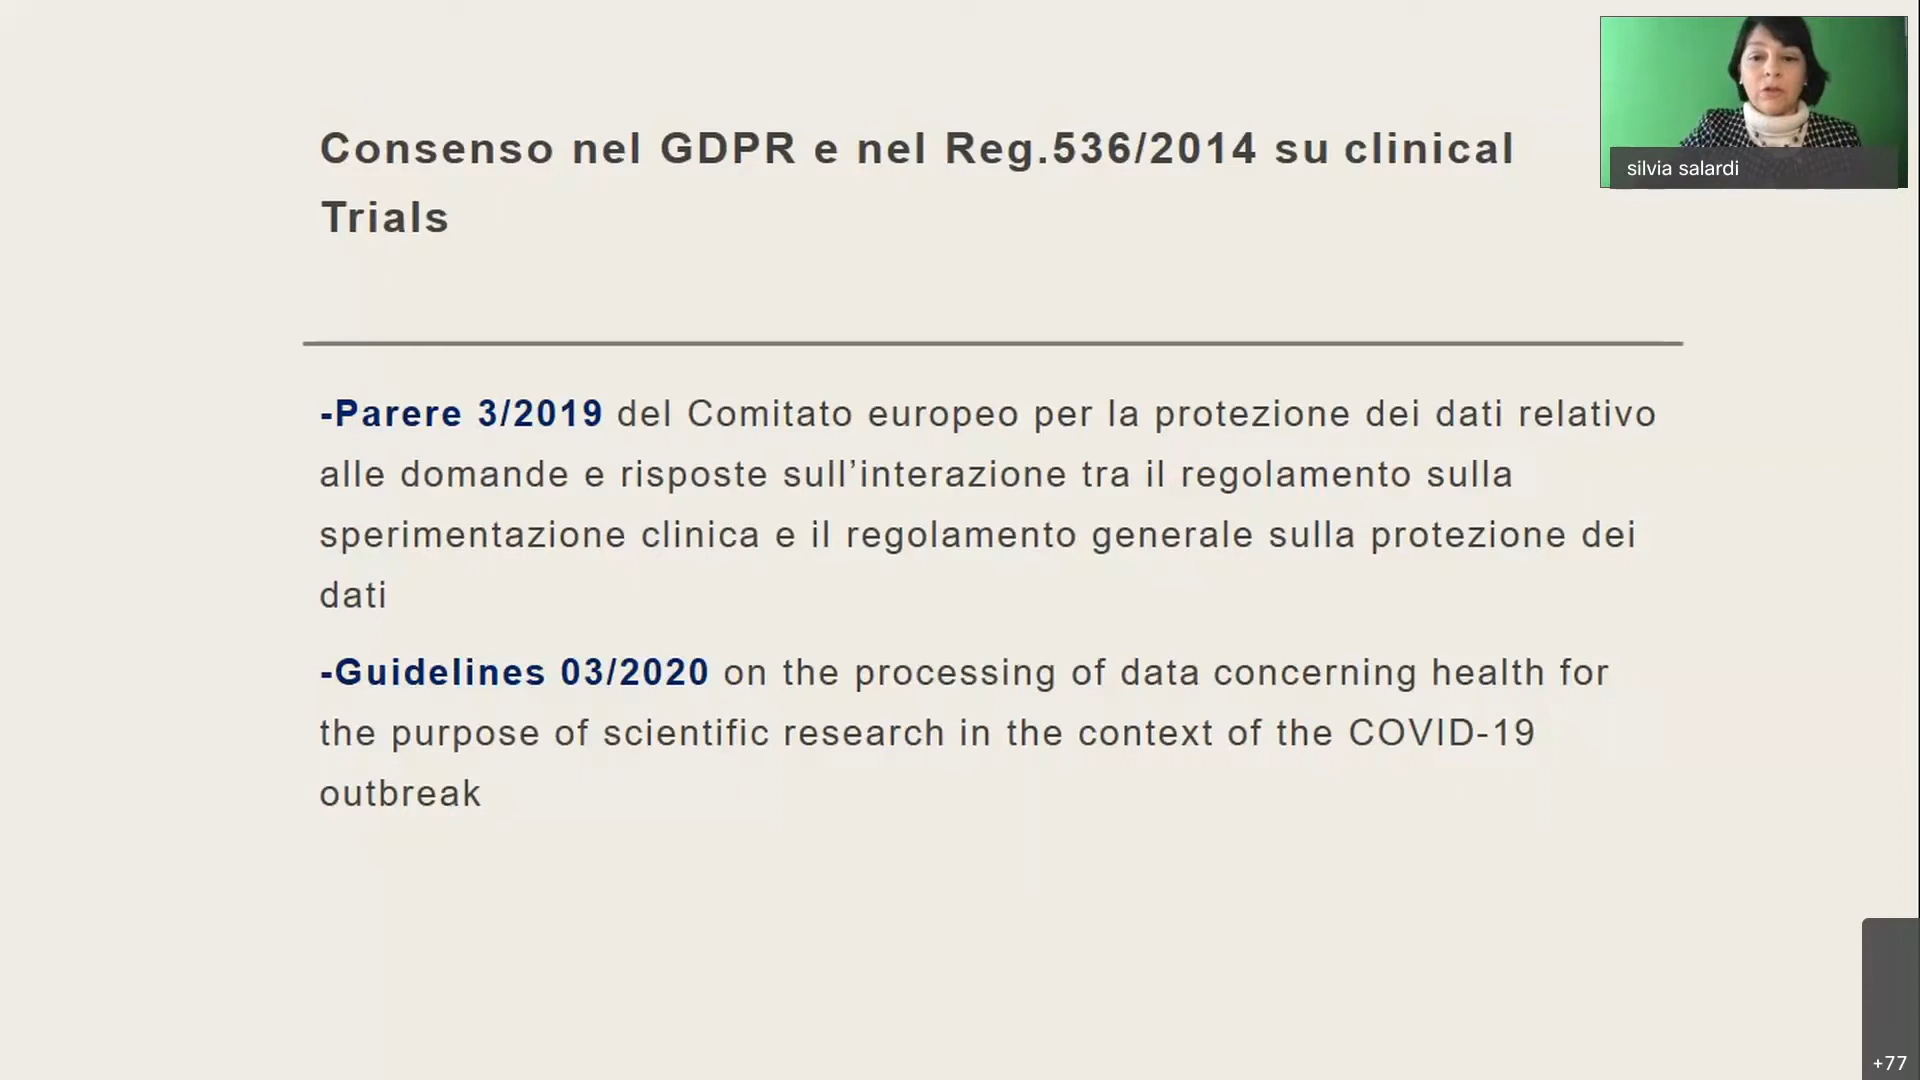 Consenso nel GDPR e nel Reg.536/2014 su clinical
Trials
silvia salardi
-Parere 3/2019 del Comitato europeo per la protezione dei dati relativo
alle domande e risposte sull’interazione tra il regolamento sulla
sperimentazione clinica e il regolamento generale sulla protezione dei
dati
-Guidelines 03/2020 on the processing of data concerning health for
the purpose of scientific research in the context of the COVID-19
outbreak
+77